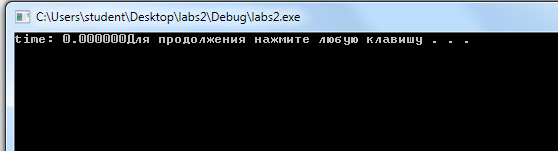 C:\Users\student\Desktop\labs2\Debug\labs2.exe
time: 0.000000Для продолжения нажмите любую клавишу . . .